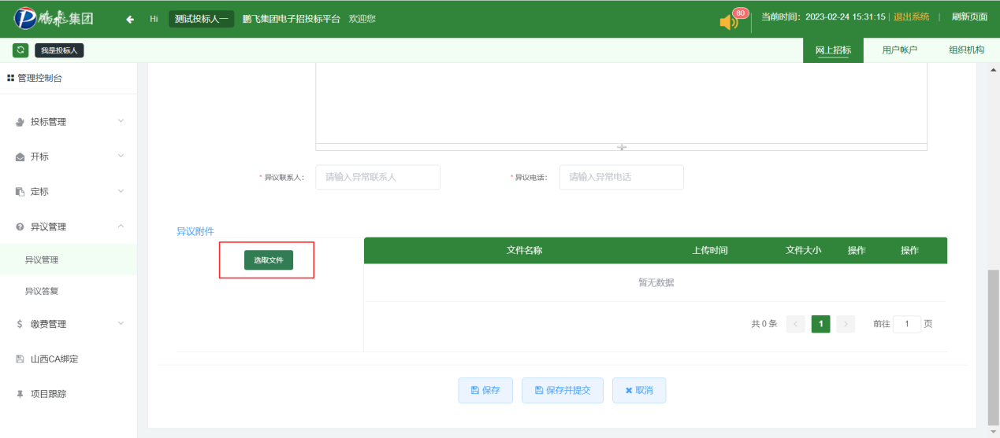 鹏飞集团
Hi 测试投标人一 鹏飞集团电子招投标平台 欢迎您
80
当前时间：2023-02-24 15:31:15 | 退出系统 | 刷新页面
我是投标人
网上招标 用户帐户 组织机构
管理控制台
投标管理
开标
定标
异议管理
异议管理
异议答复
缴费管理
山西CA绑定
项目跟踪
* 异议联系人： 请输入异常联系人 * 异议电话： 请输入异常电话
异议附件
选取文件
文件名称 上传时间 文件大小 操作 操作
暂无数据
共 0 条 < 1 > 前往 1 页
保存 保存并提交 取消